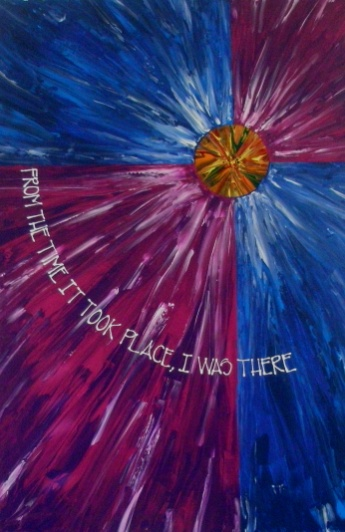 FROM THE TIME IT TOOK PLACE, I WAS THERE